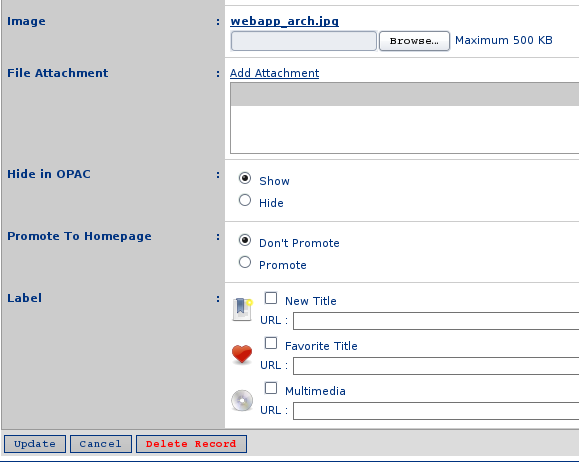 Image : webapp_arch.jpg
Browse... Maximum 500 KB
File Attachment : Add Attachment
Hide in OPAC : Show
Hide
Promote To Homepage : Don't Promote
Promote
Label : New Title
URL :
Favorite Title
URL :
Multimedia
URL :
Update Cancel Delete Record